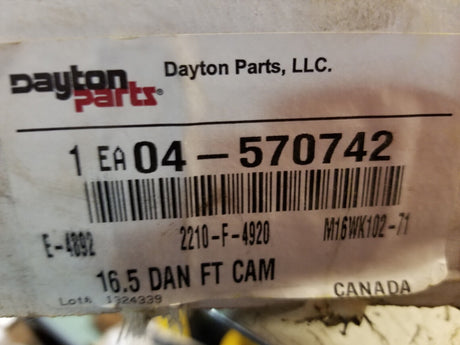 Dayton Parts, LLC.
Dayton
parts®
1 EA 04-570742
E-4892 2210-F-4920 M16WK102-71
16.5 DAN FT CAM
Lot# 1324339 CANADA